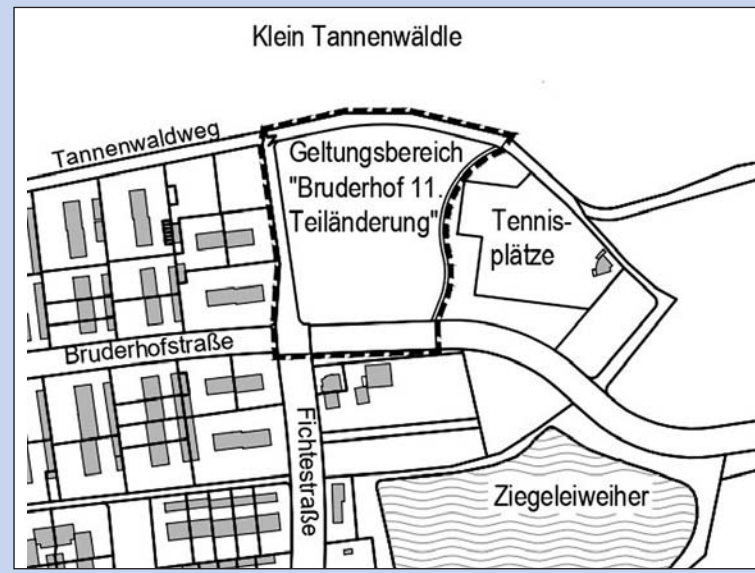 Klein Tannenwäldle
Tannenwaldweg
Geltungsbereich
"Bruderhof 11.
Teiländerung"
Tennis-
plätze
Bruderhofstraße
Fichtestraße
Ziegeleiweiher